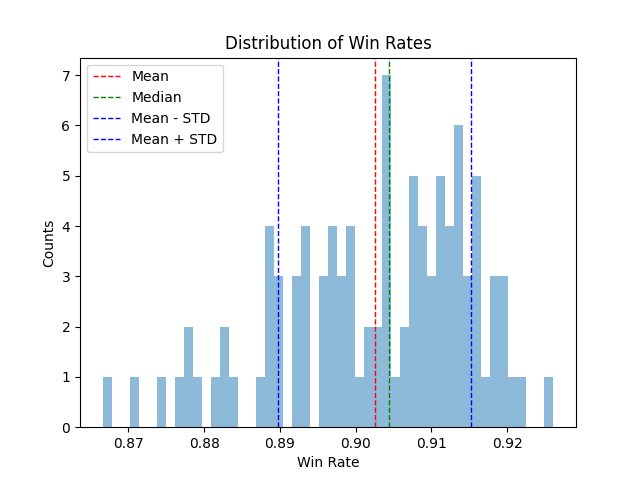 Distribution of Win Rates
Mean
Median
Mean - STD
Mean + STD
Counts
7
6
5
4
3
2
1
0
0.87 0.88 0.89 0.90 0.91 0.92
Win Rate